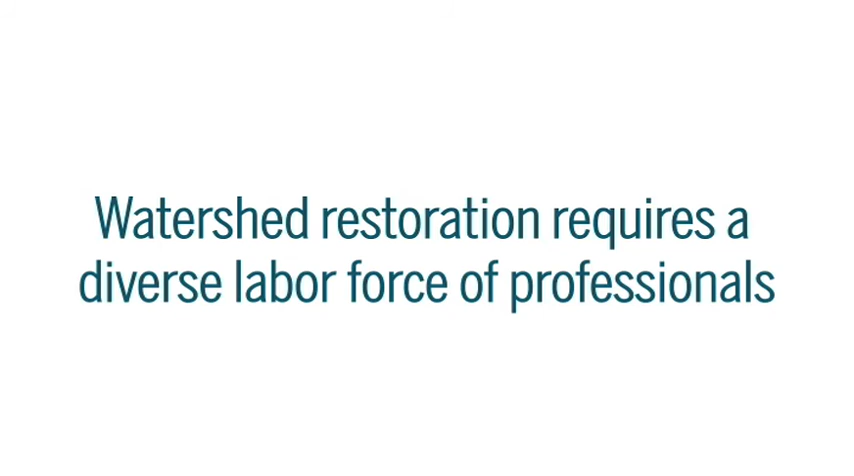 Watershed restoration requires a
diverse labor force of professionals